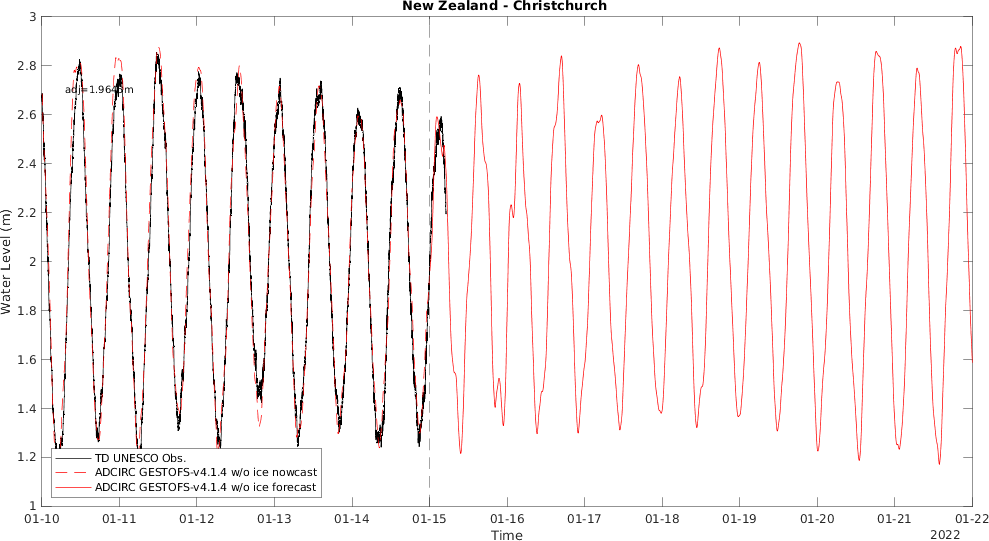 New Zealand - Christchurch
3
2.8
adj=1.9645m
2.6
2.4
2.2
2
1.8
1.6
1.4
1.2
1
Water Level (m)
TD UNESCO Obs.
ADCIRC GESTOFS-v4.1.4 w/o ice nowcast
ADCIRC GESTOFS-v4.1.4 w/o ice forecast
01-10 01-11 01-12 01-13 01-14 01-15 01-16 01-17 01-18 01-19 01-20 01-21 01-22
Time
2022